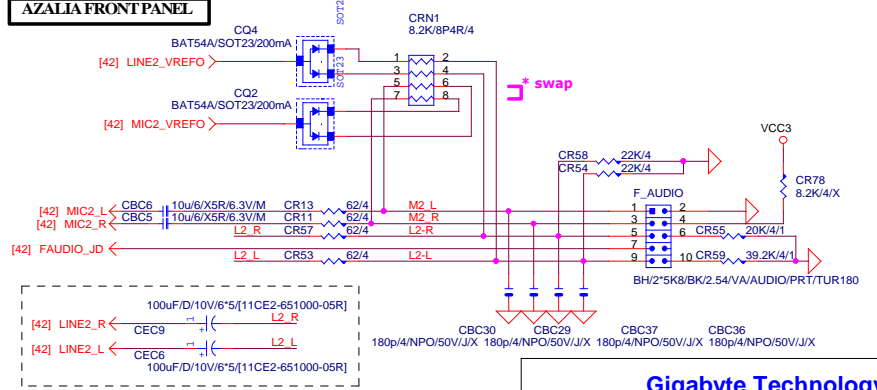 AZALIA FRONT PANEL
SOT2
CQ4
BAT54A/SOT23/200mA
[42] LINE2_VREFO
SOT23
CQ2
BAT54A/SOT23/200mA
[42] MIC2_VREFO
CRN1
8.2K/8P4R/4
1 2
3 4
5 6
7 8
* swap
VCC3
CR78
8.2K/4/X
CR58 22K/4
CR54 22K/4
F_AUDIO
[42] MIC2_L CBC6 10u/6/X5R/6.3V/M CR13 62/4 M2_L 1 2
[42] MIC2_R CBC5 10u/6/X5R/6.3V/M CR11 62/4 M2_R 3 4
L2_R CR57 62/4 L2-R 5 6 CR55 20K/4/1
[42] FAUDIO_JD 7
L2_L CR53 62/4 L2-L 9 10 CR59 39.2K/4/1
BH/2*5K8/BK/2.54/VA/AUDIO/PRT/TUR180
100uF/D/10V/6*5/[11CE2-651000-05R]
[42] LINE2_R 1 L2_R
CEC9
[42] LINE2_L 1 L2_L
CEC6
100uF/D/10V/6*5/[11CE2-651000-05R]
CBC30 CBC29 CBC37 CBC36
180p/4/NPO/50V/J/X 180p/4/NPO/50V/J/X 180p/4/NPO/50V/J/X 180p/4/NPO/50V/J/X
Gigabyte Technology